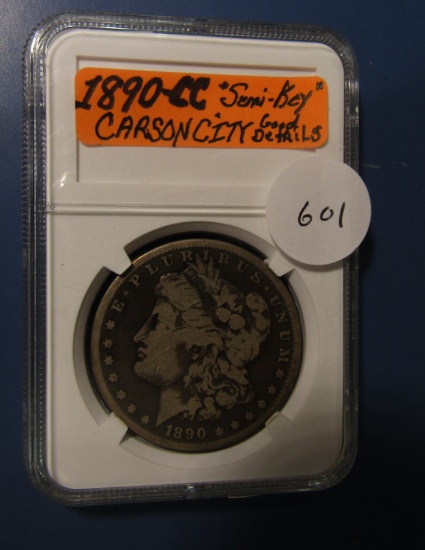 1890-CC "Semi-Key"
CARSON CITY Good DETAILS
601
E·PLURIBUS·UNUM
1890